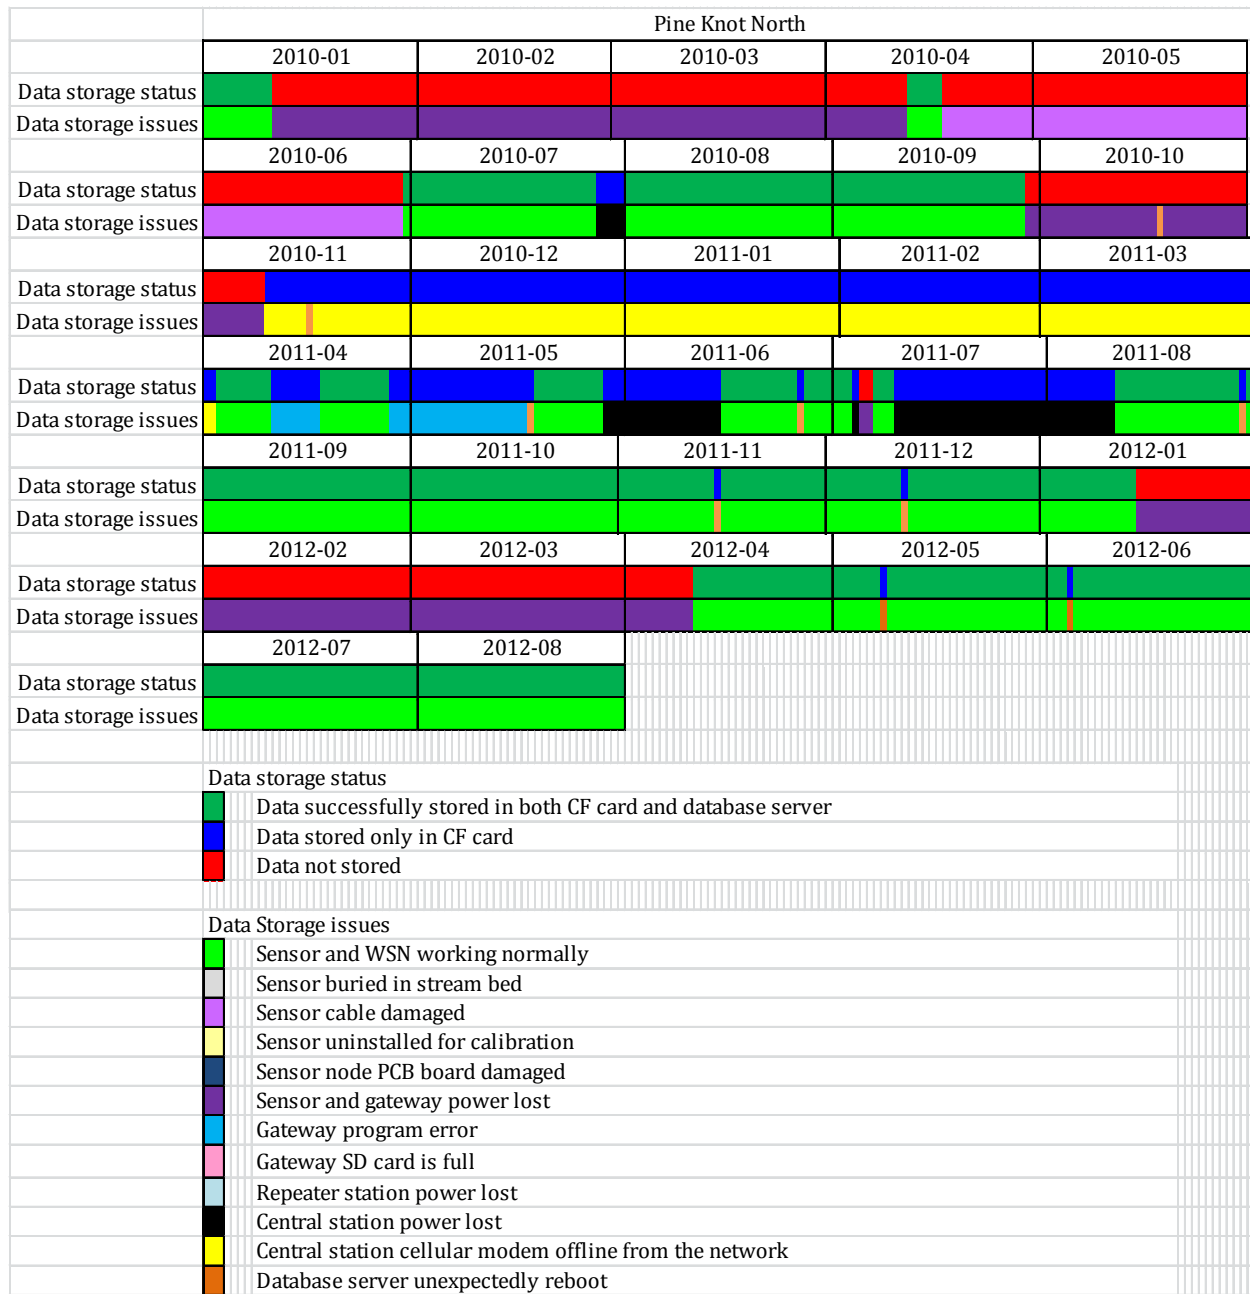 Pine Knot North
2010-01 2010-02 2010-03 2010-04 2010-05
Data storage status
Data storage issues
2010-06 2010-07 2010-08 2010-09 2010-10
Data storage status
Data storage issues
2010-11 2010-12 2011-01 2011-02 2011-03
Data storage status
Data storage issues
2011-04 2011-05 2011-06 2011-07 2011-08
Data storage status
Data storage issues
2011-09 2011-10 2011-11 2011-12 2012-01
Data storage status
Data storage issues
2012-02 2012-03 2012-04 2012-05 2012-06
Data storage status
Data storage issues
2012-07 2012-08
Data storage status
Data storage issues
Data storage status
Data successfully stored in both CF card and database server
Data stored only in CF card
Data not stored
Data Storage issues
Sensor and WSN working normally
Sensor buried in stream bed
Sensor cable damaged
Sensor uninstalled for calibration
Sensor node PCB board damaged
Sensor and gateway power lost
Gateway program error
Gateway SD card is full
Repeater station power lost
Central station power lost
Central station cellular modem offline from the network
Database server unexpectedly reboot